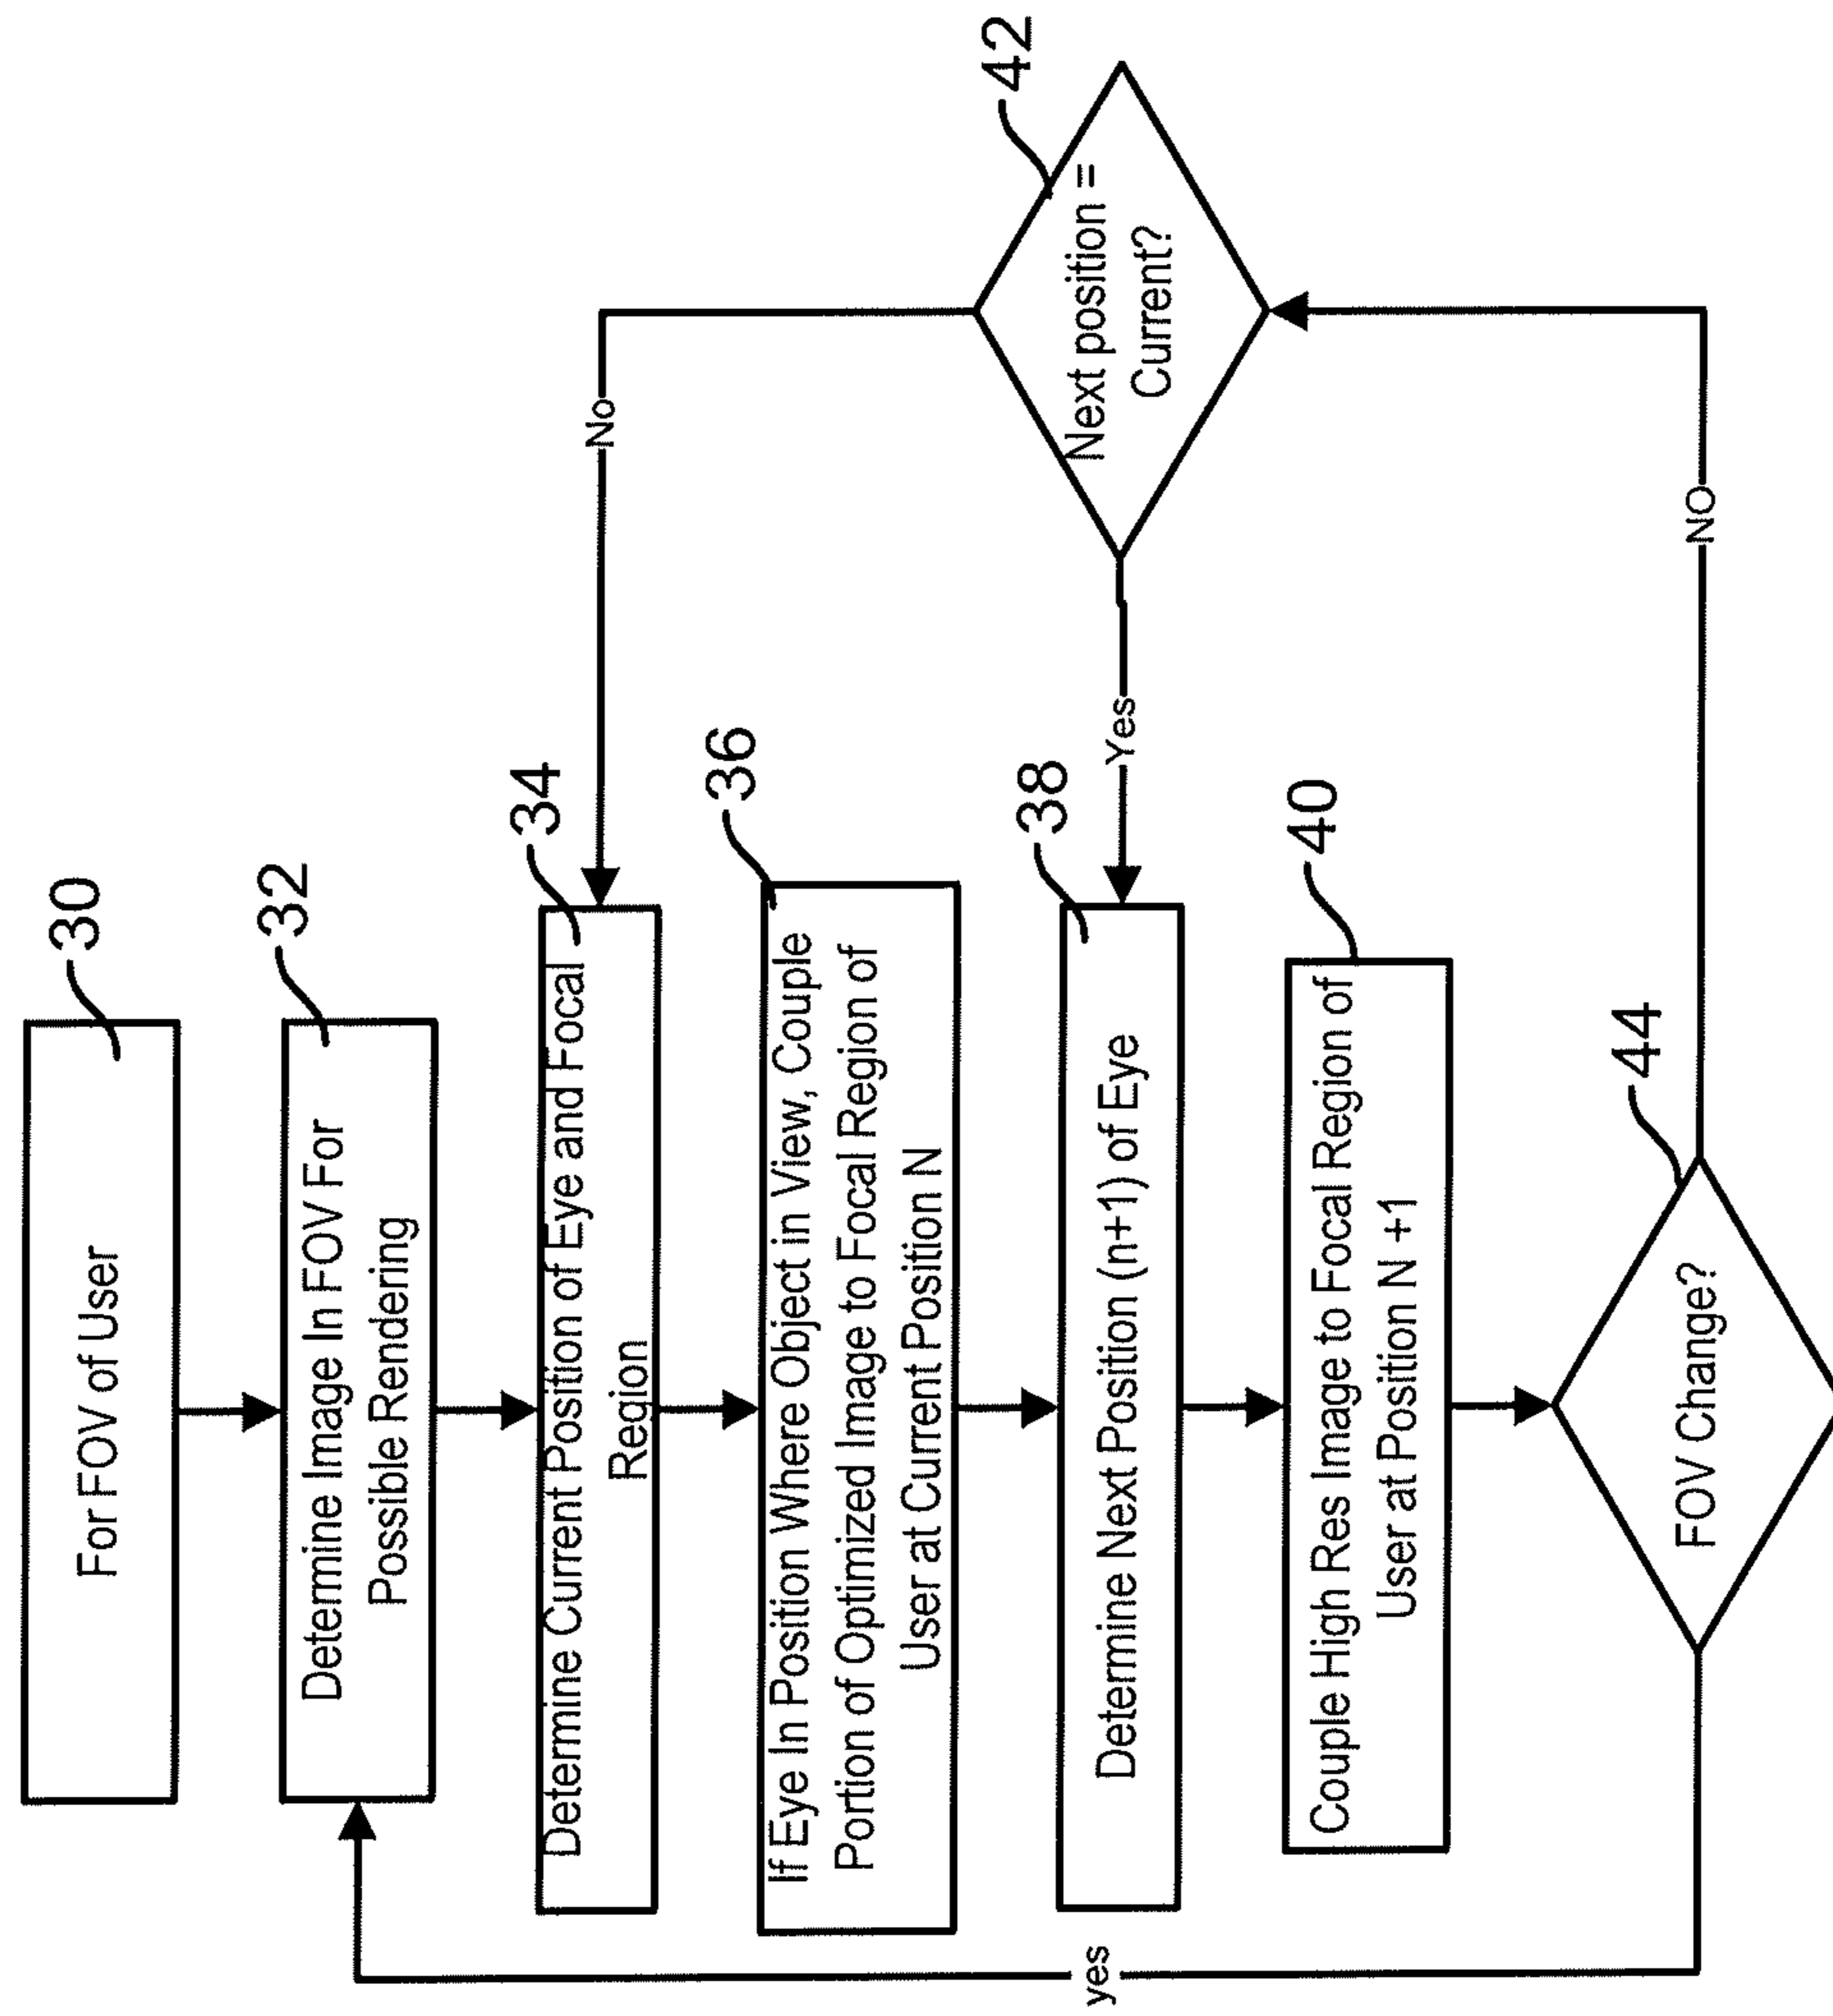 30
For FOV of User
32
Determine Image In FOV For
Possible Rendering
34
Determine Current Position of Eye and Focal
Region
36
If Eye In Position Where Object in View, Couple
Portion of Optimized Image to Focal Region of
User at Current Position N
38
Determine Next Position (n+1) of Eye
40
Couple High Res Image to Focal Region of
User at Position N +1
44
FOV Change?
yes
NO
42
Next position =
Current?
No
Yes